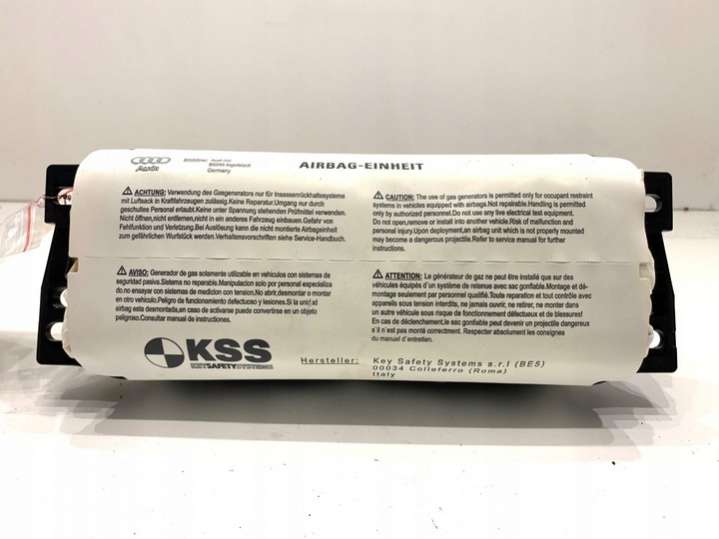 Audi AG
Germany
AIRBAG-EINHEIT
ACHTUNG: Verwendung des Gasgenerators nur für Insassenrückhaltesysteme
mit Luftsack in Kraftfahrzeugen zulässig.Keine Reparatur.Umgang nur durch
geschultes Personal erlaubt.Keine unter Spannung stehenden Prüfmittel verwenden.
Nicht öffnen,nicht entfernen,nicht in ein anderes Fahrzeug einbauen.Gefahr von
Fehlfunktion und Verletzung.Bei Auslösung kann die nicht montierte Airbageinheit
zum gefährlichen Wurfstück werden.Verhaltensvorschriften siehe Service-Handbuch.
CAUTION: The use of gas generators is permitted only for occupant restraint
systems in vehicles equipped with airbags.Not repairable.Handling is permitted
only by authorized personnel.Do not use any live electrical test equipment.
Do not open,remove or install into another vehicle.Risk of malfunction and
personal injury.Upon deployment,an airbag unit which is not properly mounted
may become a dangerous projectile.Refer to service manual for further
instructions.
AVISO: Generador de gas solamente utilizable en vehículos con sistemas de
seguridad pasiva.Sistema no reparable.Manipulacion solo por personal especializa
do.no ensayar con sistemas de medicion con tension.No abrir,desmontar o montar
en otro vehículo.Peligro de funcionamiento defectuoso y lesiones.Si la unidad
airbag esta desmontada,en caso de activarse puede convertirse en un objeto
peligroso.Consultar manual de instruciones.
ATTENTION: Le générateur de gaz ne peut être installé que sur des
véhicules équipés d'un système de retenue avec sac gonflable.Montage et dé-
montage seulement par personnel qualifié.Toute réparation et tout contrôle avec
appareils sous tension interdits, ne jamais ouvrir, ne retirer, ne monter dans
un autre véhicule sous risque de fonctionnement défectueux et de blessures!
En cas de déclenchement.le sac gonflable peut devenir un projectile dangereux
s'il n'est pas monté correctement. Respecter absolument les consignes
du manuel d'entretien.
KSS
KEYSAFETYSYSTEMS
Hersteller: Key Safety Systems s.r.l (BE5)
00034 Colleferro (Roma)
Italy